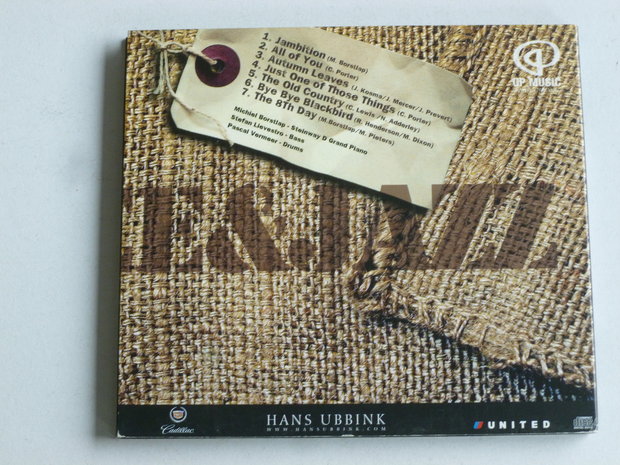 1. Jambition (M. Borstlap)
2. All of You (C. Porter)
3. Autumn Leaves (J. Kosma/J. Mercer/J. Prevert)
4. Just One of Those Things (C. Porter)
5. The Old Country (C. Lewis / N. Adderley)
6. Bye Bye Blackbird (R. Henderson/M. Dixon)
7. The 8Th Day (M. Borstlap/M. Pieters)
Michiel Borstlap - Steinway D Grand Piano
Stefan Lievestro - Bass
Pascal Vermeer - Drums
OP MUSIC
E&JAZZ
Cadillac
HANS UBBINK
WWW.HANSUBBINK.COM
UNITED